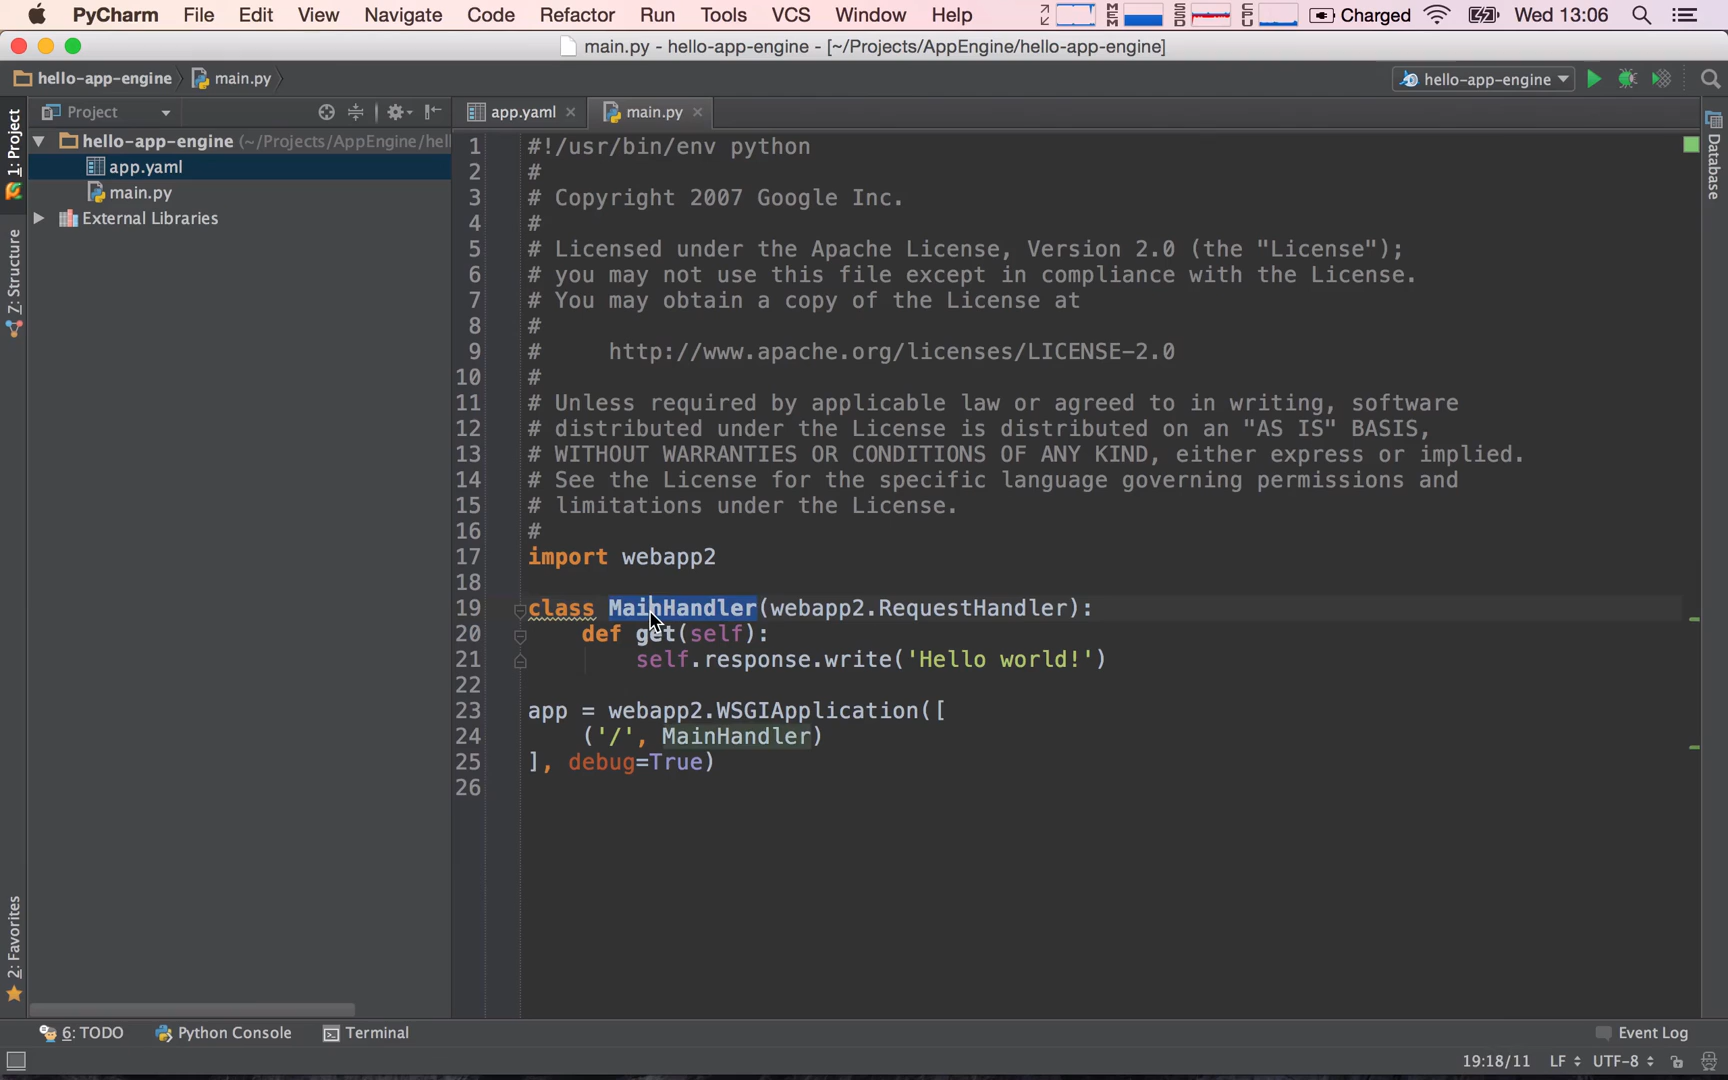 PyCharm File Edit View Navigate Code Refactor Run Tools VCS Window Help MEM SSD CPU Charged Wed 13:06
main.py - hello-app-engine - [~/Projects/AppEngine/hello-app-engine]
hello-app-engine main.py hello-app-engine
Project app.yaml main.py
1: Project
Z: Structure
2: Favorites
Database
hello-app-engine (~/Projects/AppEngine/hel
app.yaml
main.py
External Libraries
1 #!/usr/bin/env python
2 #
3 # Copyright 2007 Google Inc.
4 #
5 # Licensed under the Apache License, Version 2.0 (the "License");
6 # you may not use this file except in compliance with the License.
7 # You may obtain a copy of the License at
8 #
9 #     http://www.apache.org/licenses/LICENSE-2.0
10 #
11 # Unless required by applicable law or agreed to in writing, software
12 # distributed under the License is distributed on an "AS IS" BASIS,
13 # WITHOUT WARRANTIES OR CONDITIONS OF ANY KIND, either express or implied.
14 # See the License for the specific language governing permissions and
15 # limitations under the License.
16 #
17 import webapp2
18
19 class MainHandler(webapp2.RequestHandler):
20     def get(self):
21         self.response.write('Hello world!')
22
23 app = webapp2.WSGIApplication([
24     ('/', MainHandler)
25 ], debug=True)
26
6: TODO Python Console Terminal Event Log
19:18/11 LF UTF-8